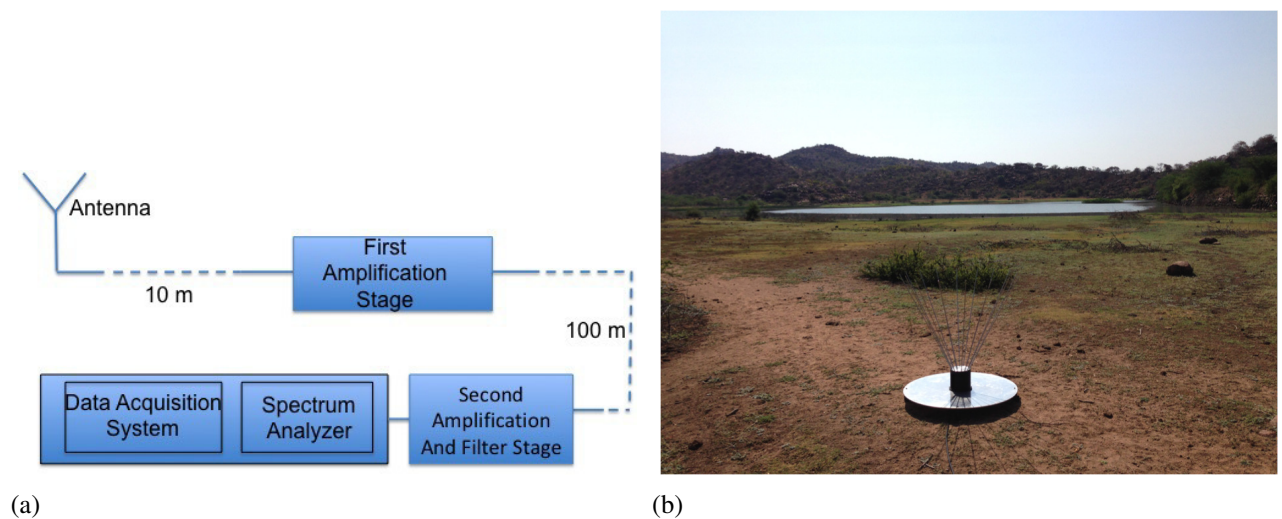 Antenna
10 m
First
Amplification
Stage
100 m
Data Acquisition
System
Spectrum
Analyzer
Second
Amplification
And Filter Stage
(a)
(b)